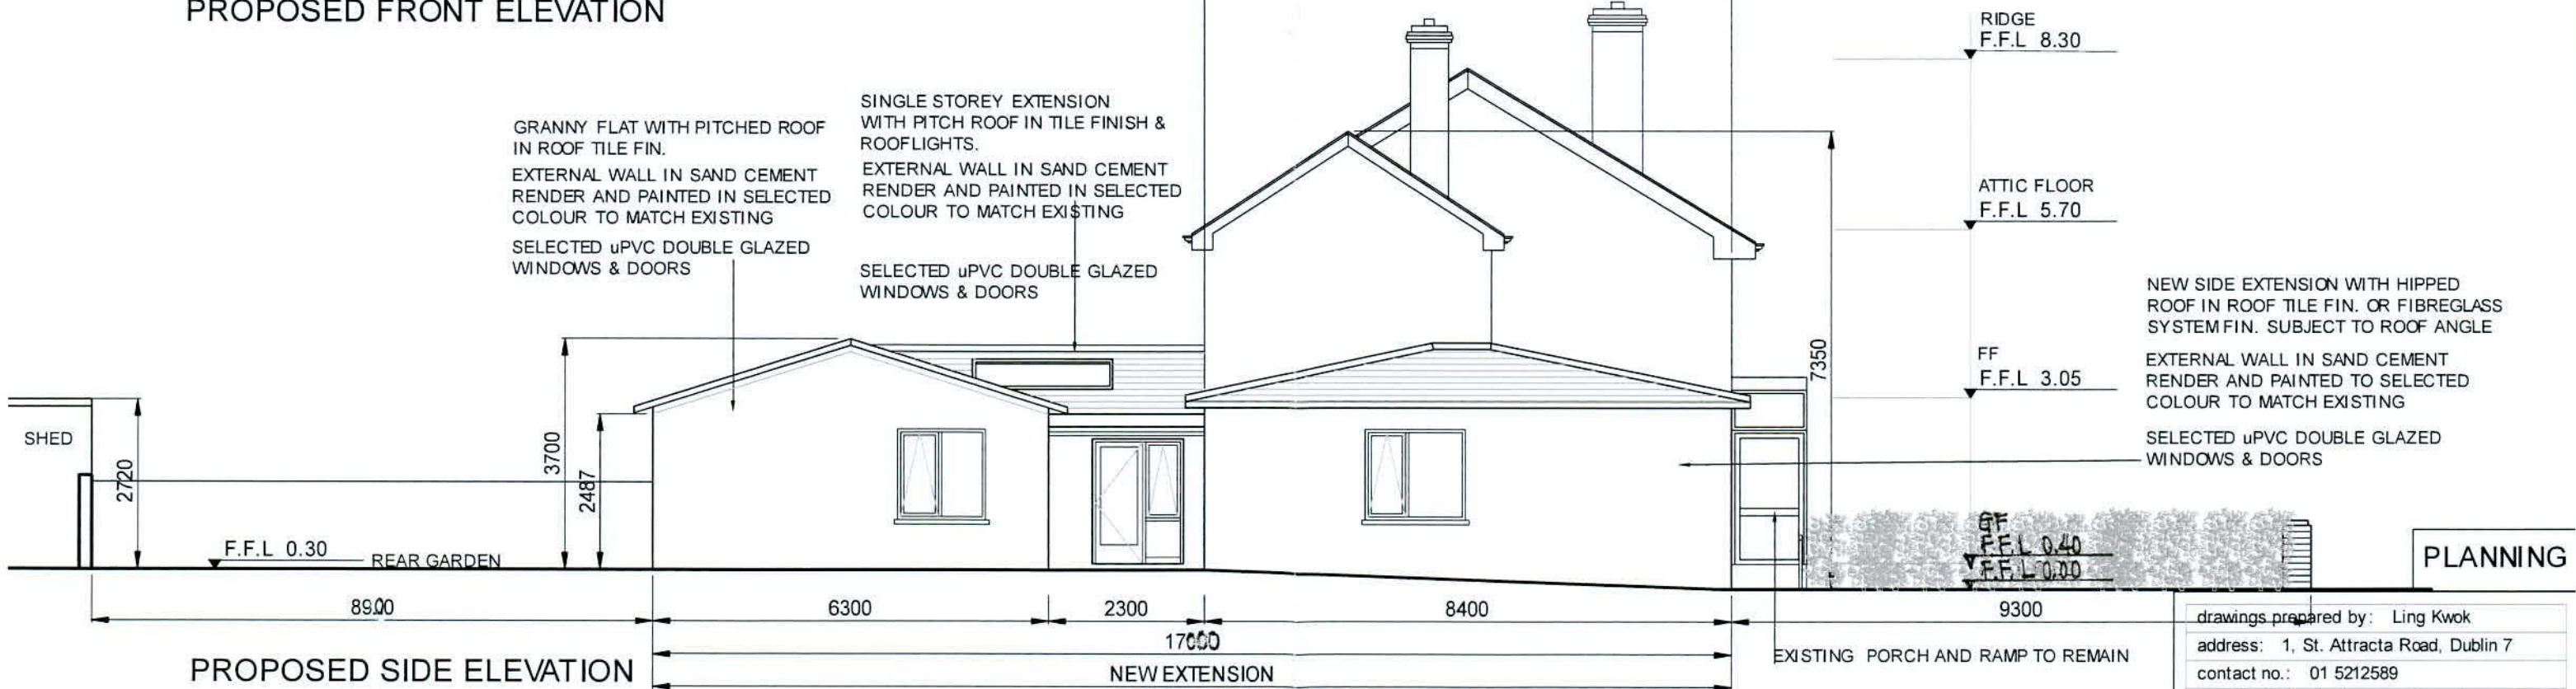 PROPOSED FRONT ELEVATION
RIDGE
F.F.L 8.30
GRANNY FLAT WITH PITCHED ROOF
IN ROOF TILE FIN.
EXTERNAL WALL IN SAND CEMENT
RENDER AND PAINTED IN SELECTED
COLOUR TO MATCH EXISTING
SELECTED uPVC DOUBLE GLAZED
WINDOWS & DOORS
SINGLE STOREY EXTENSION
WITH PITCH ROOF IN TILE FINISH &
ROOFLIGHTS.
EXTERNAL WALL IN SAND CEMENT
RENDER AND PAINTED IN SELECTED
COLOUR TO MATCH EXISTING
SELECTED uPVC DOUBLE GLAZED
WINDOWS & DOORS
ATTIC FLOOR
F.F.L 5.70
NEW SIDE EXTENSION WITH HIPPED
ROOF IN ROOF TILE FIN. OR FIBREGLASS
SYSTEM FIN. SUBJECT TO ROOF ANGLE
EXTERNAL WALL IN SAND CEMENT
RENDER AND PAINTED TO SELECTED
COLOUR TO MATCH EXISTING
SELECTED uPVC DOUBLE GLAZED
WINDOWS & DOORS
FF
F.F.L 3.05
7350
SHED
2720
3700
2487
F.F.L 0.30
REAR GARDEN
GF
F.F.L 0.40
F.F.L 0.00
PLANNING
8900
6300
2300
8400
9300
17000
NEW EXTENSION
EXISTING PORCH AND RAMP TO REMAIN
PROPOSED SIDE ELEVATION
drawings prepared by: Ling Kwok
address: 1, St. Attracta Road, Dublin 7
contact no.: 01 5212589